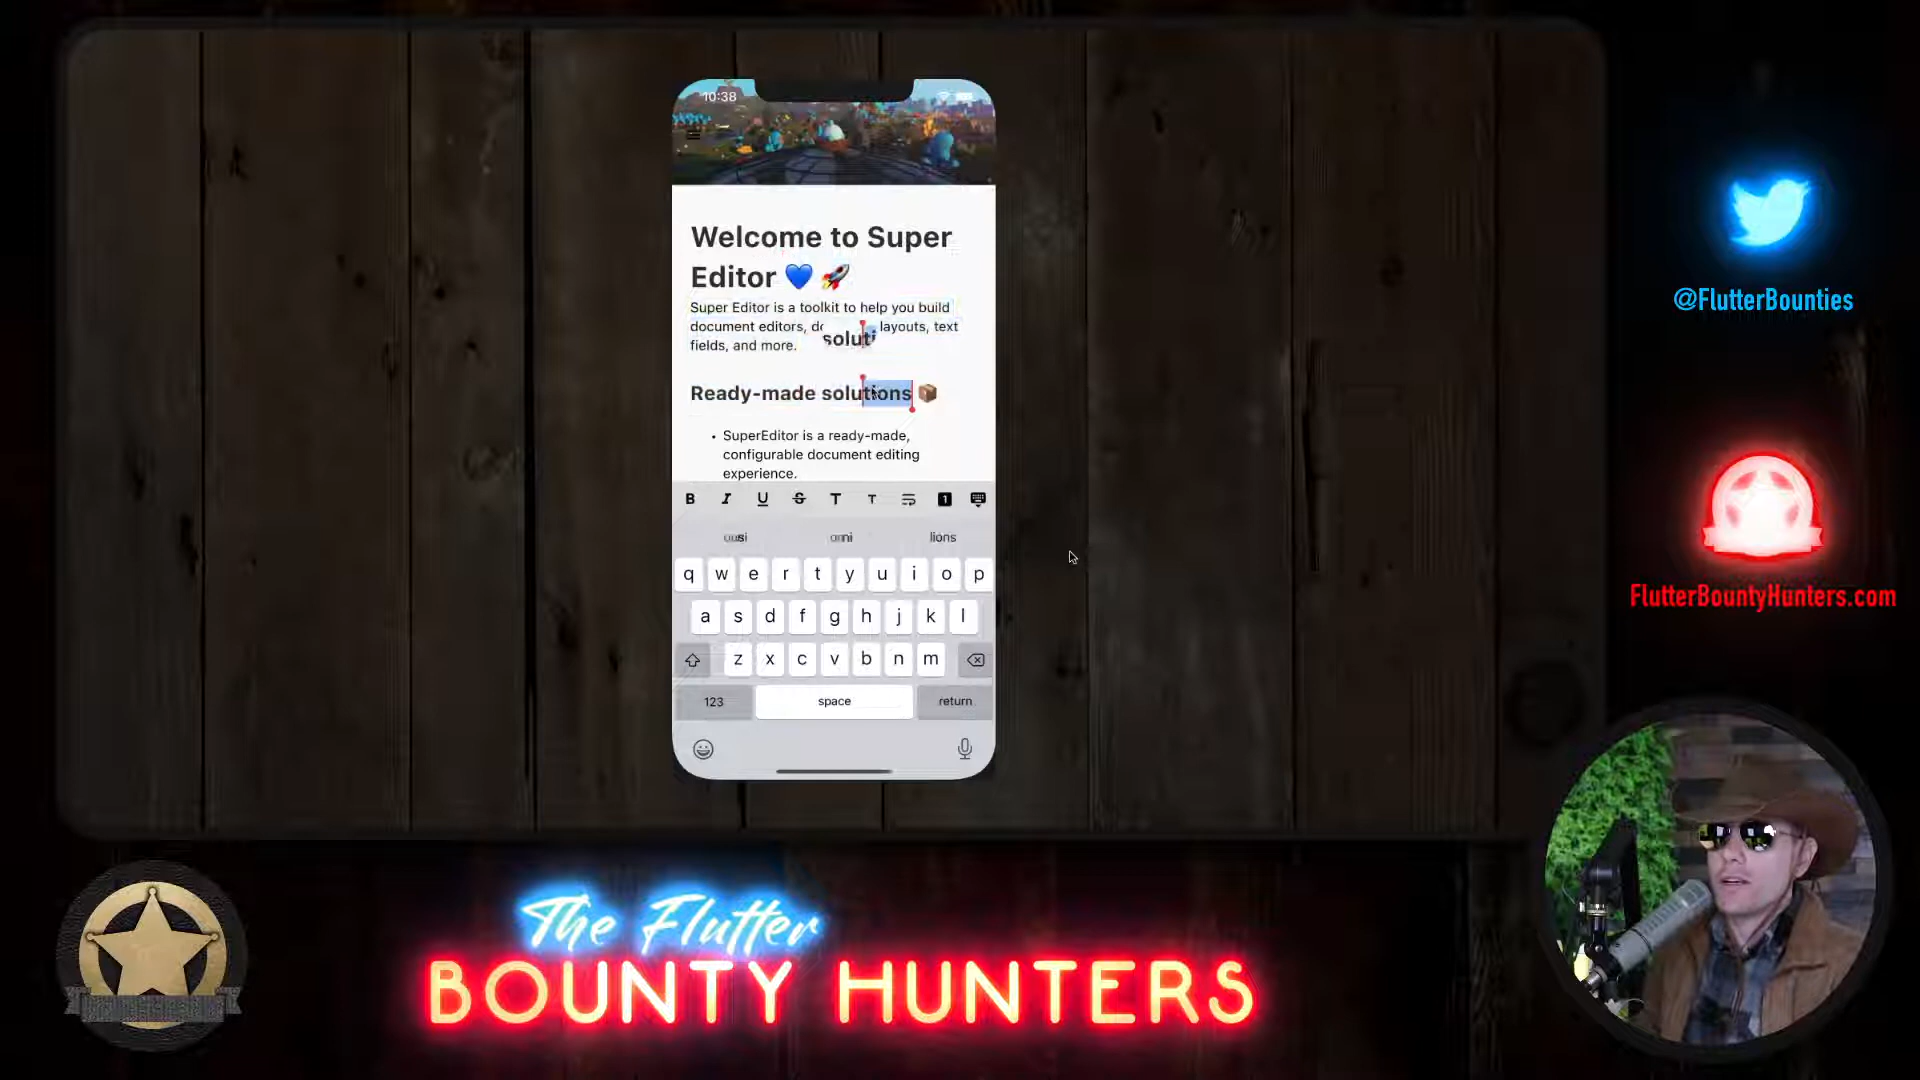 10:38
Welcome to Super
Editor 💙 🚀
Super Editor is a toolkit to help you build
document editors, layouts, text
fields, and more.
soluti
Ready-made solutions 📦
• SuperEditor is a ready-made,
configurable document editing
experience.
B I U S T T 1
lions
q w e r t y u i o p
a s d f g h j k l
z x c v b n m
123 space return
@FlutterBounties
FlutterBountyHunters.com
The Flutter
BOUNTY HUNTERS